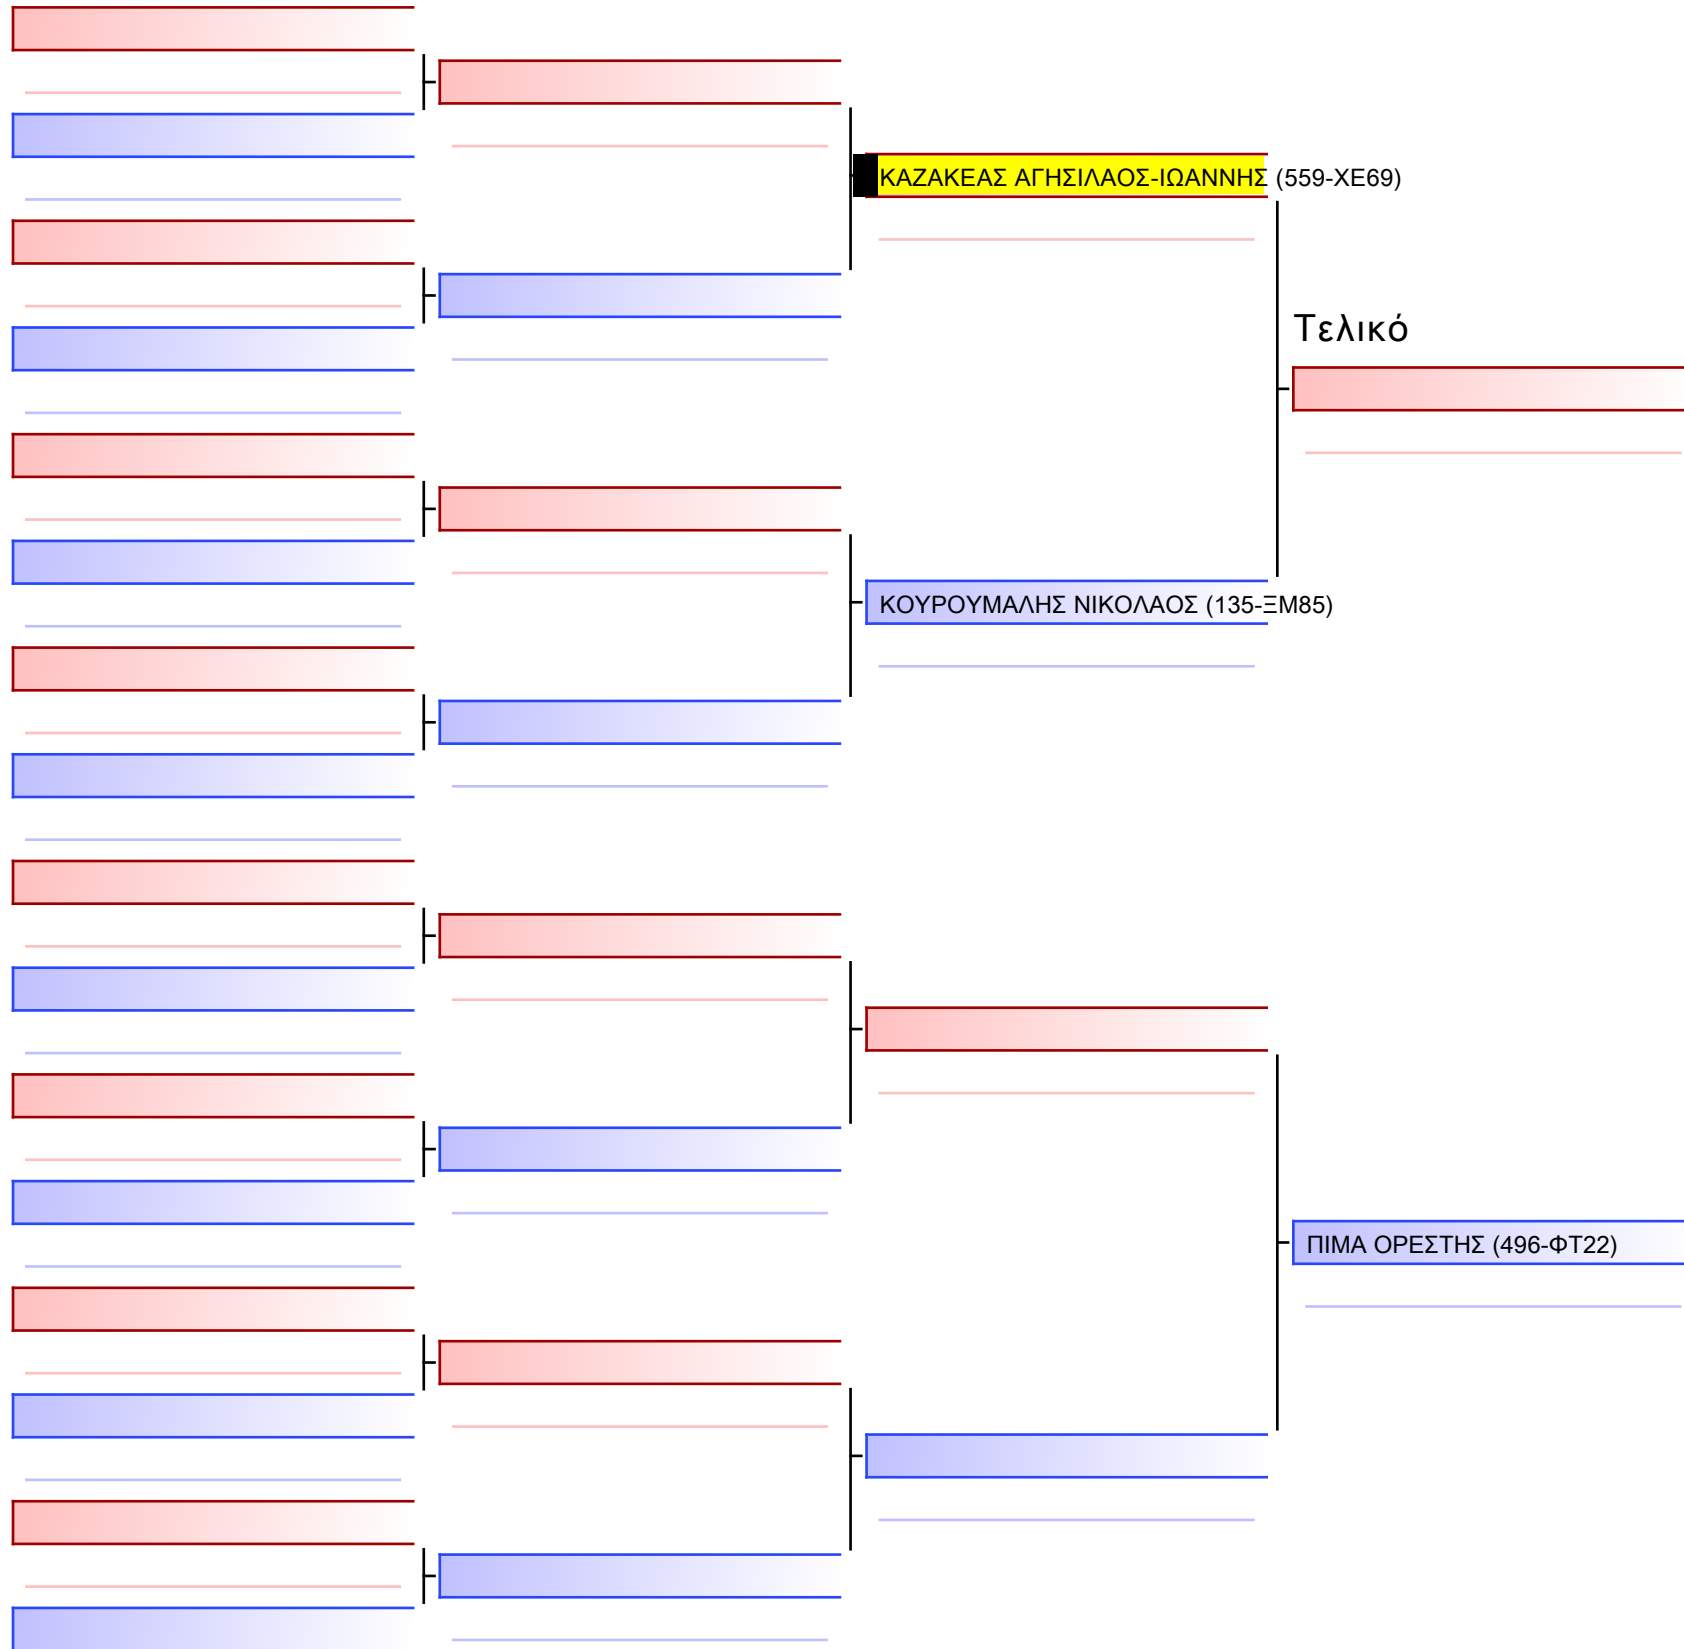 ΚΑΖΑΚΕΑΣ ΑΓΗΣΙΛΑΟΣ-ΙΩΑΝΝΗΣ (559-ΧΕ69)
Τελικό
ΚΟΥΡΟΥΜΑΛΗΣ ΝΙΚΟΛΑΟΣ (135-ΞΜ85)
ΠΙΜΑ ΟΡΕΣΤΗΣ (496-ΦΤ22)